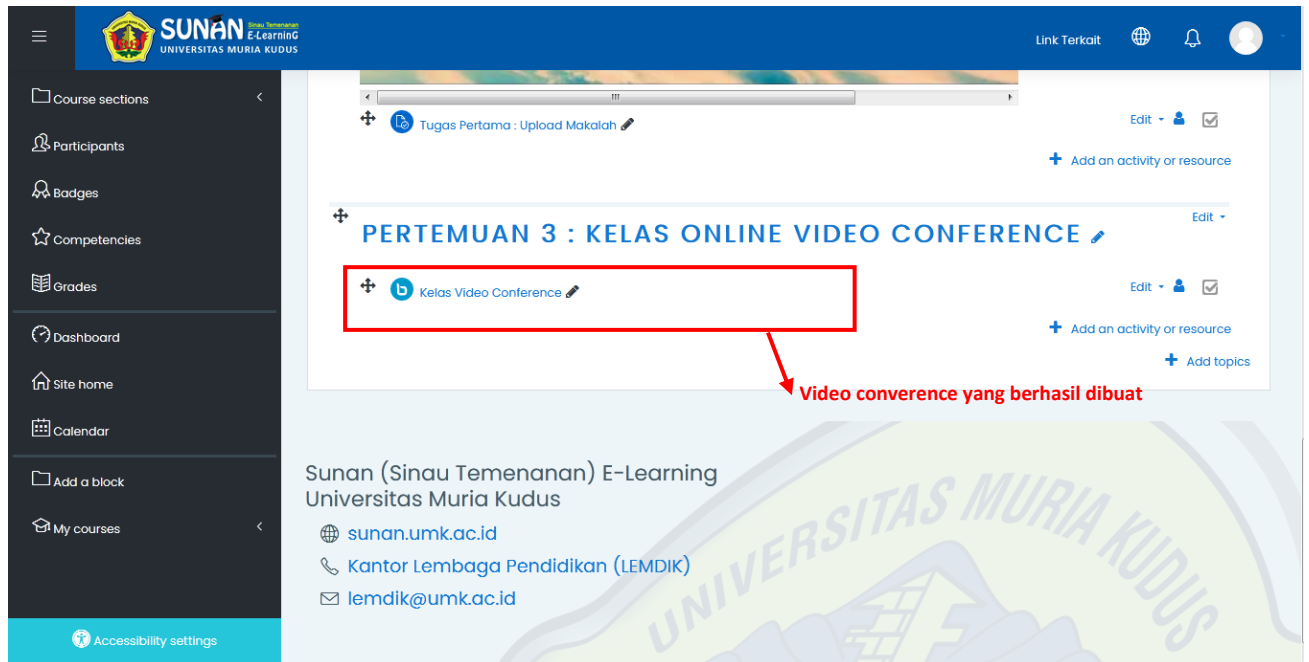 SUNAN Sinau Temenanan E-Learning
UNIVERSITAS MURIA KUDUS
Link Terkait
Course sections
Participants
Badges
Competencies
Grades
Dashboard
Site home
Calendar
Add a block
My courses
Accessibility settings
Tugas Pertama : Upload Makalah
Edit
Add an activity or resource
PERTEMUAN 3 : KELAS ONLINE VIDEO CONFERENCE
Edit
Kelas Video Conference
Edit
Add an activity or resource
Add topics
Video converence yang berhasil dibuat
Sunan (Sinau Temenanan) E-Learning
Universitas Muria Kudus
sunan.umk.ac.id
Kantor Lembaga Pendidikan (LEMDIK)
lemdik@umk.ac.id
UNIVERSITAS MURIA KUDUS